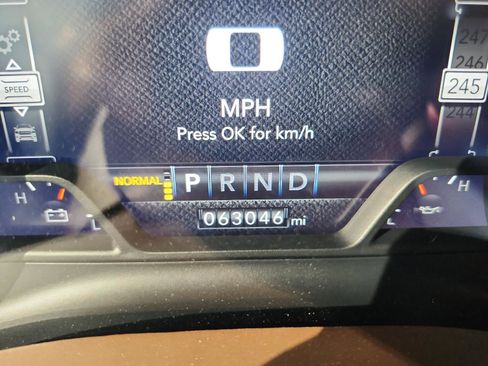 247
246
SPEED
245
244
MPH
Press OK for km/h
NORMAL P R N D
H H
L L
063046 mi